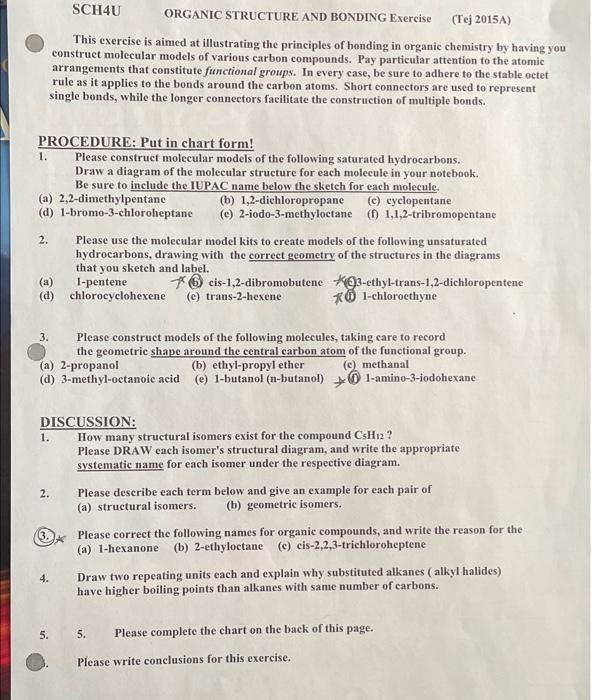 SCH4U ORGANIC STRUCTURE AND BONDING Exercise (Tej 2015A)
This exercise is aimed at illustrating the principles of bonding in organic chemistry by having you
construct molecular models of various carbon compounds. Pay particular attention to the atomic
arrangements that constitute functional groups. In every case, be sure to adhere to the stable octet
rule as it applies to the bonds around the carbon atoms. Short connectors are used to represent
single bonds, while the longer connectors facilitate the construction of multiple bonds.
PROCEDURE: Put in chart form!
1. Please construct molecular models of the following saturated hydrocarbons.
Draw a diagram of the molecular structure for each molecule in your notebook.
Be sure to include the IUPAC name below the sketch for each molecule.
(a) 2,2-dimethylpentane (b) 1,2-dichloropropane (c) cyclopentane
(d) 1-bromo-3-chloroheptane (e) 2-iodo-3-methyloctane (f) 1,1,2-tribromopentane
2. Please use the molecular model kits to create models of the following unsaturated
hydrocarbons, drawing with the correct geometry of the structures in the diagrams
that you sketch and label.
(a) 1-pentene (b) cis-1,2-dibromobutene (c) 3-ethyl-trans-1,2-dichloropentene
(d) chlorocyclohexene (e) trans-2-hexene (f) 1-chloroethyne
3. Please construct models of the following molecules, taking care to record
the geometric shape around the central carbon atom of the functional group.
(a) 2-propanol (b) ethyl-propyl ether (c) methanal
(d) 3-methyl-octanoic acid (e) 1-butanol (n-butanol) (f) 1-amino-3-iodohexane
DISCUSSION:
1. How many structural isomers exist for the compound C5H12 ?
Please DRAW each isomer's structural diagram, and write the appropriate
systematic name for each isomer under the respective diagram.
2. Please describe each term below and give an example for each pair of
(a) structural isomers. (b) geometric isomers.
3. Please correct the following names for organic compounds, and write the reason for the
(a) 1-hexanone (b) 2-ethyloctane (c) cis-2,2,3-trichloroheptene
4. Draw two repeating units each and explain why substituted alkanes ( alkyl halides)
have higher boiling points than alkanes with same number of carbons.
5. 5. Please complete the chart on the back of this page.
Please write conclusions for this exercise.